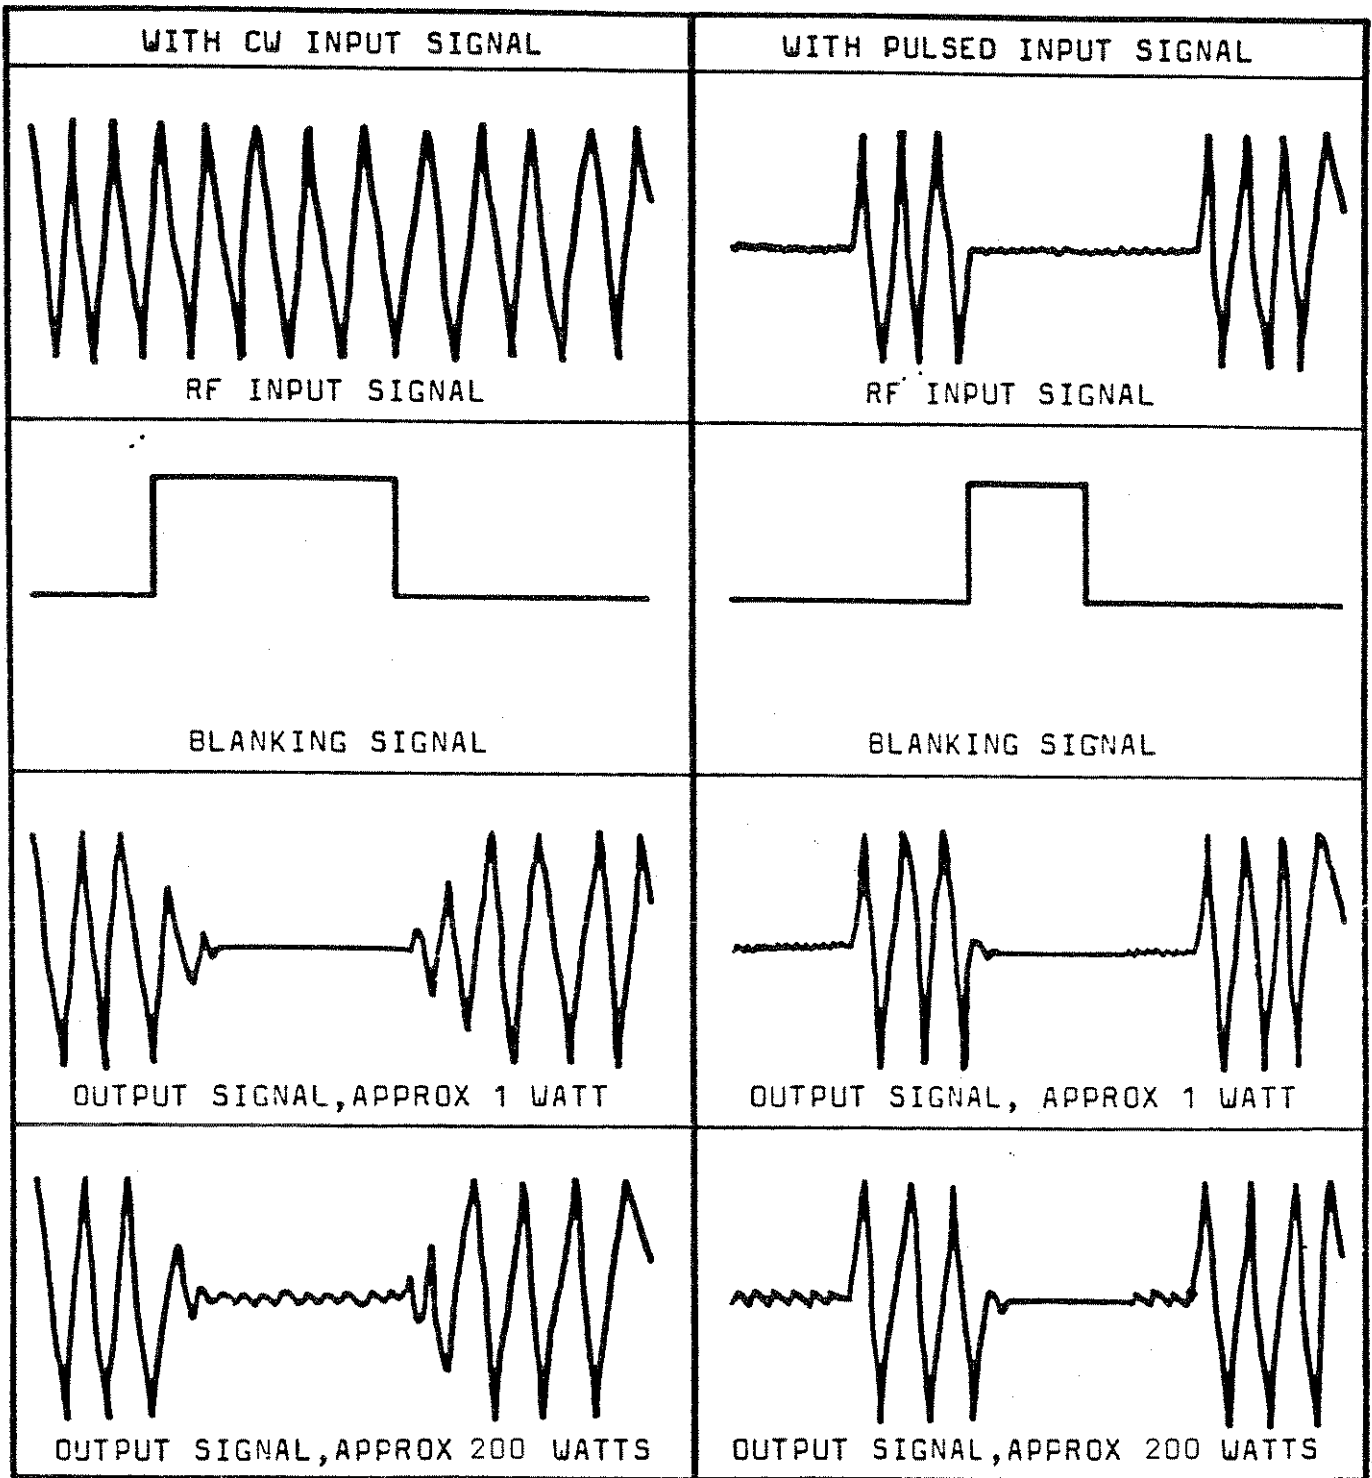 WITH CW INPUT SIGNAL
WITH PULSED INPUT SIGNAL
RF INPUT SIGNAL
RF INPUT SIGNAL
BLANKING SIGNAL
BLANKING SIGNAL
OUTPUT SIGNAL,APPROX 1 WATT
OUTPUT SIGNAL, APPROX 1 WATT
OUTPUT SIGNAL,APPROX 200 WATTS
OUTPUT SIGNAL,APPROX 200 WATTS